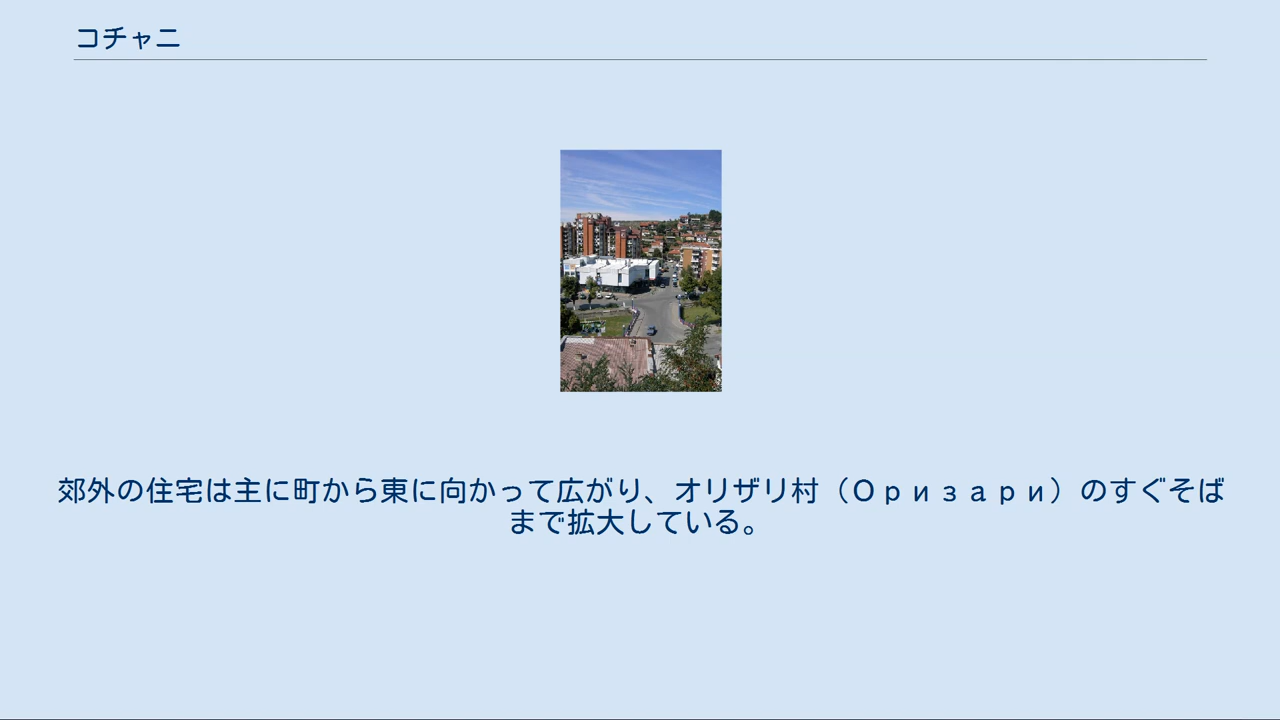 コチャニ
郊外の住宅は主に町から東に向かって広がり、オリザリ村（Оризари）のすぐそば
まで拡大している。